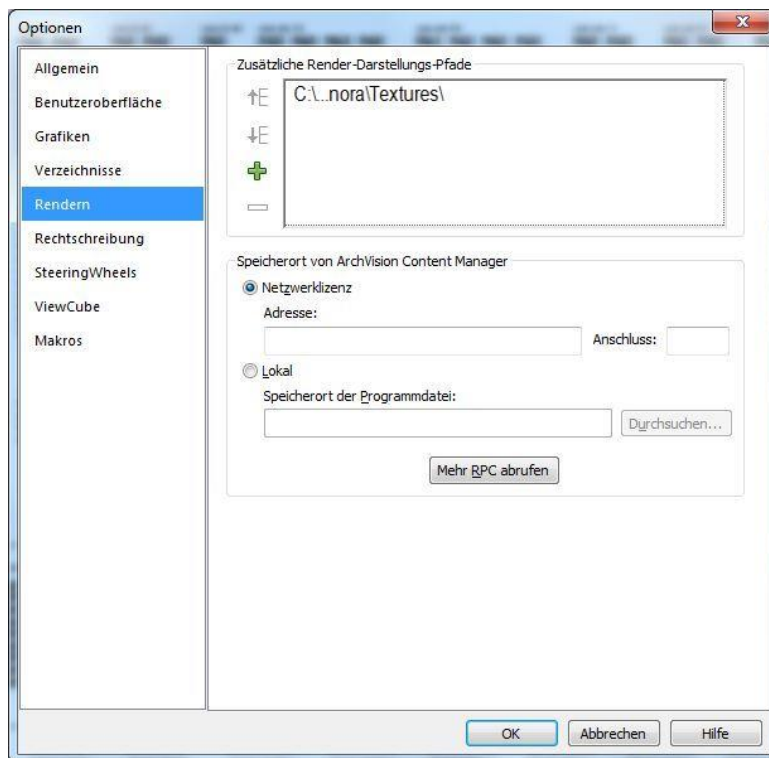 Optionen
Allgemein
Benutzeroberfläche
Grafiken
Verzeichnisse
Rendern
Rechtschreibung
SteeringWheels
ViewCube
Makros
Zusätzliche Render-Darstellungs-Pfade
C:\..nora\Textures\
Speicherort von ArchVision Content Manager
Netzwerklizenz
Adresse:
Anschluss:
Lokal
Speicherort der Programmdatei:
Durchsuchen...
Mehr RPC abrufen
OK Abbrechen Hilfe